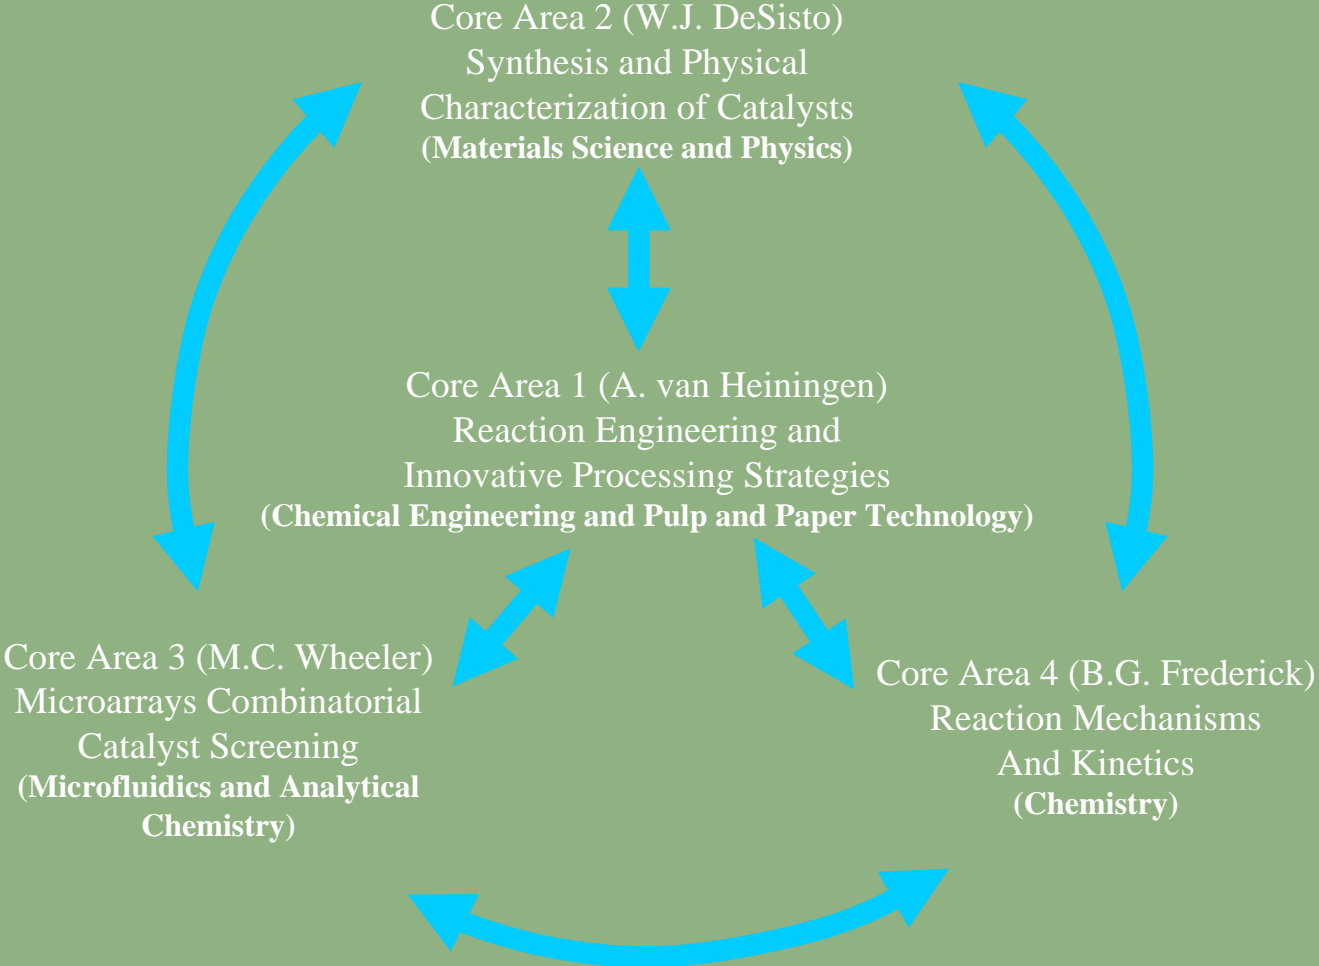 Core Area 2 (W.J. DeSisto)
Synthesis and Physical
Characterization of Catalysts
(Materials Science and Physics)
Core Area 1 (A. van Heiningen)
Reaction Engineering and
Innovative Processing Strategies
(Chemical Engineering and Pulp and Paper Technology)
Core Area 3 (M.C. Wheeler)
Microarrays Combinatorial
Catalyst Screening
(Microfluidics and Analytical
Chemistry)
Core Area 4 (B.G. Frederick)
Reaction Mechanisms
And Kinetics
(Chemistry)